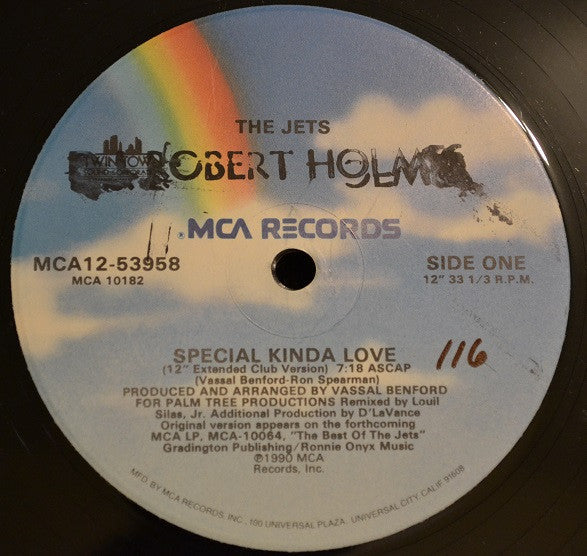 THE JETS
TWIN TOWN
ROBERT HOLM
® MCA RECORDS
MCA12-53958
MCA 10182
SIDE ONE
12" 33 1/3 R.P.M.
116
SPECIAL KINDA LOVE
(12" Extended Club Version) 7:18 ASCAP
(Vassal Benford-Ron Spearman)
PRODUCED AND ARRANGED BY VASSAL BENFORD
FOR PALM TREE PRODUCTIONS Remixed by Louil
Silas, Jr. Additional Production by D'LaVance
Original version appears on the forthcoming
MCA LP, MCA-10064, "The Best Of The Jets"
Gradington Publishing/Ronnie Onyx Music
℗1990 MCA
Records, Inc.
MFD BY MCA RECORDS, INC., 100 UNIVERSAL PLAZA, UNIVERSAL CITY, CALIF. 91608